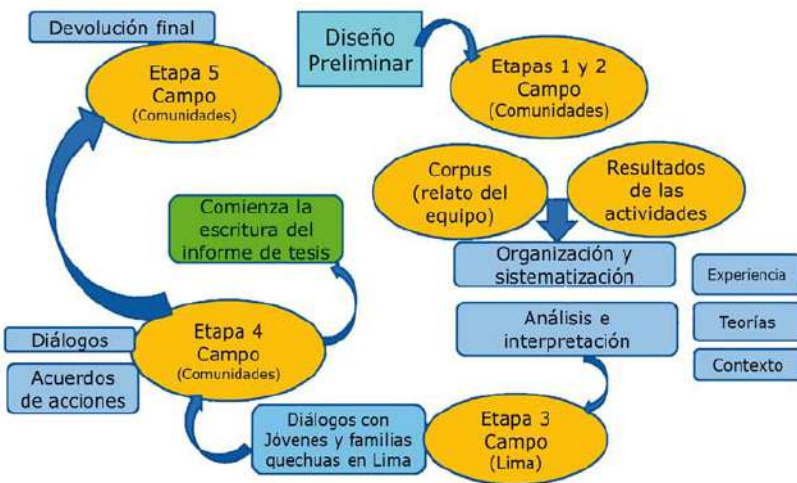 Diseño
Preliminar
Etapas 1 y 2
Campo
(Comunidades)
Corpus
(relato del
equipo)
Resultados
de las
actividades
Organización y
sistematización
Experiencia
Análisis e
interpretación
Teorías
Contexto
Etapa 3
Campo
(Lima)
Diálogos con
Jóvenes y familias
quechuas en Lima
Etapa 4
Campo
(Comunidades)
Diálogos
Acuerdos
de acciones
Comienza la
escritura del
informe de tesis
Etapa 5
Campo
(Comunidades)
Devolución final